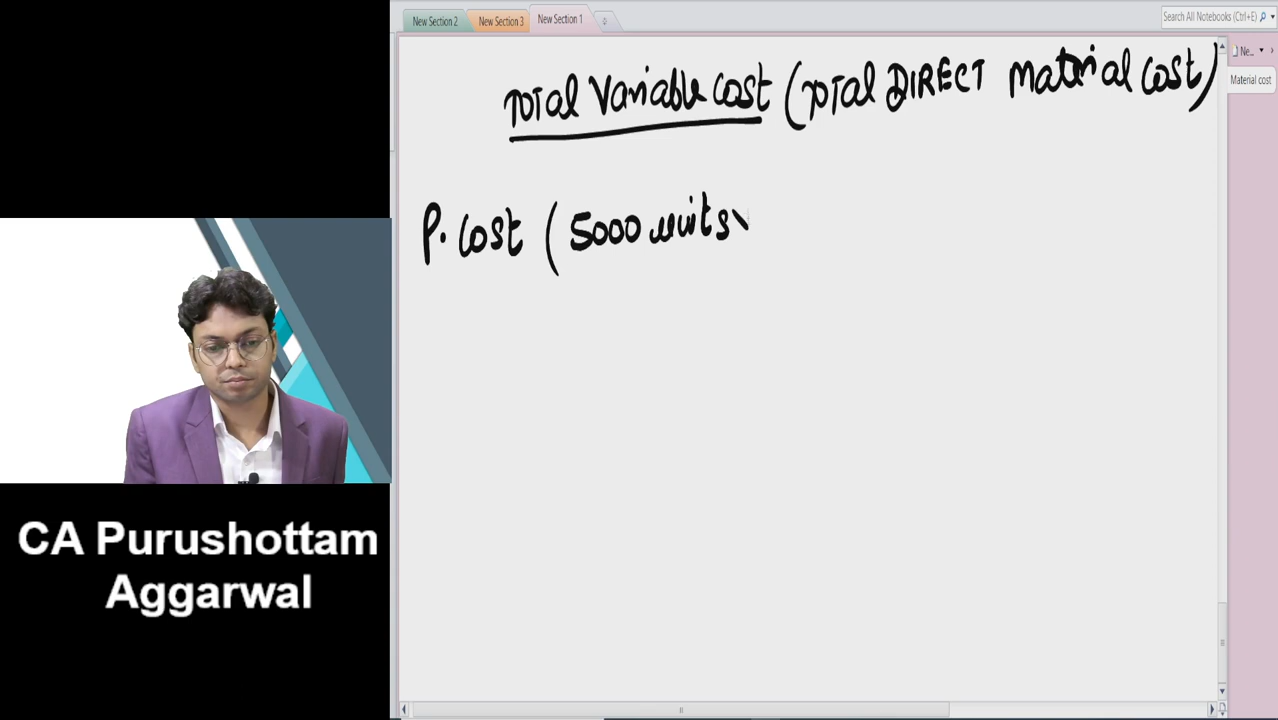 New Section 2
New Section 3
New Section 1
Search All Notebooks (Ctrl+E)
Ne...
Material cost
TOTal Variable Cost (TOTal DIRECT Material Cost)
P. Cost ( 5000 units
CA Purushottam
Aggarwal